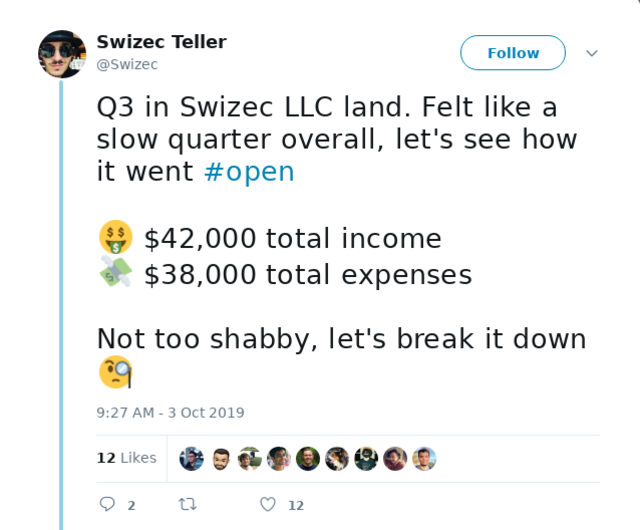 Swizec Teller
@Swizec
Follow
Q3 in Swizec LLC land. Felt like a
slow quarter overall, let's see how
it went #open
🤑 $42,000 total income
💸 $38,000 total expenses
Not too shabby, let's break it down
🧐
9:27 AM - 3 Oct 2019
12 Likes
2
12